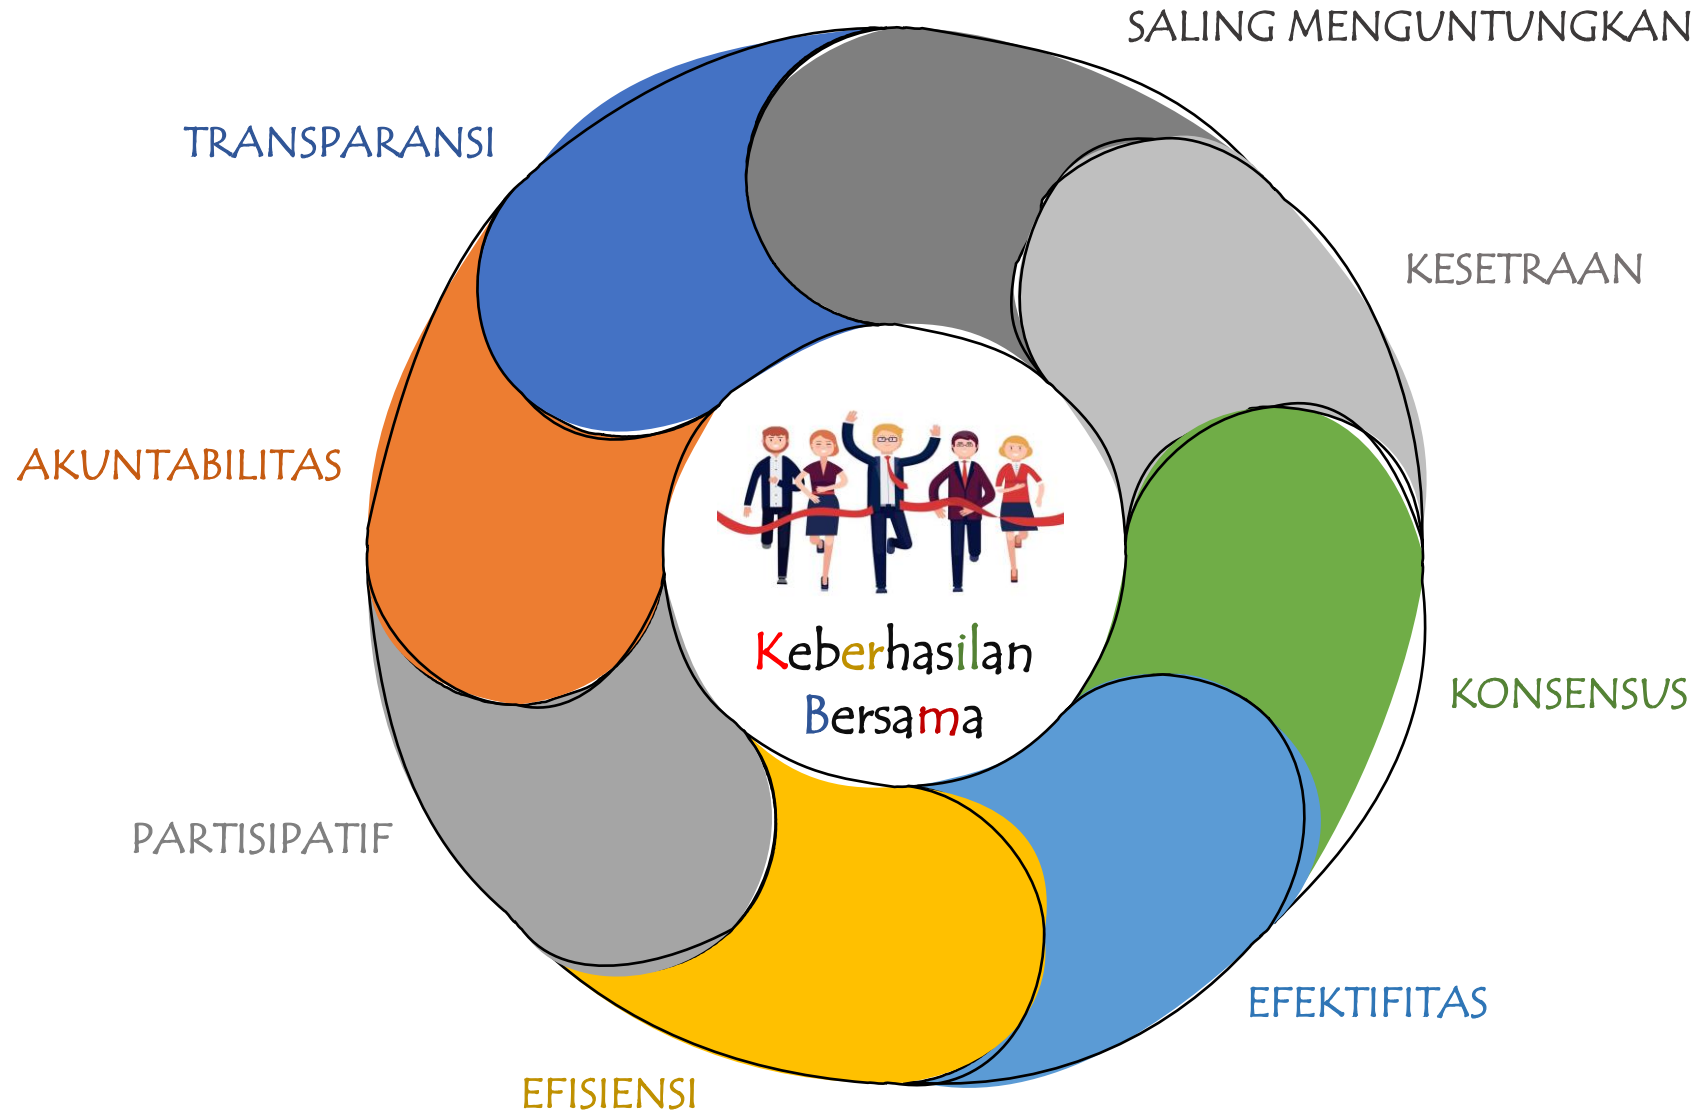 SALING MENGUNTUNGKAN
TRANSPARANSI
KESETRAAN
AKUNTABILITAS
Keberhasilan
Bersama
KONSENSUS
PARTISIPATIF
EFEKTIFITAS
EFISIENSI